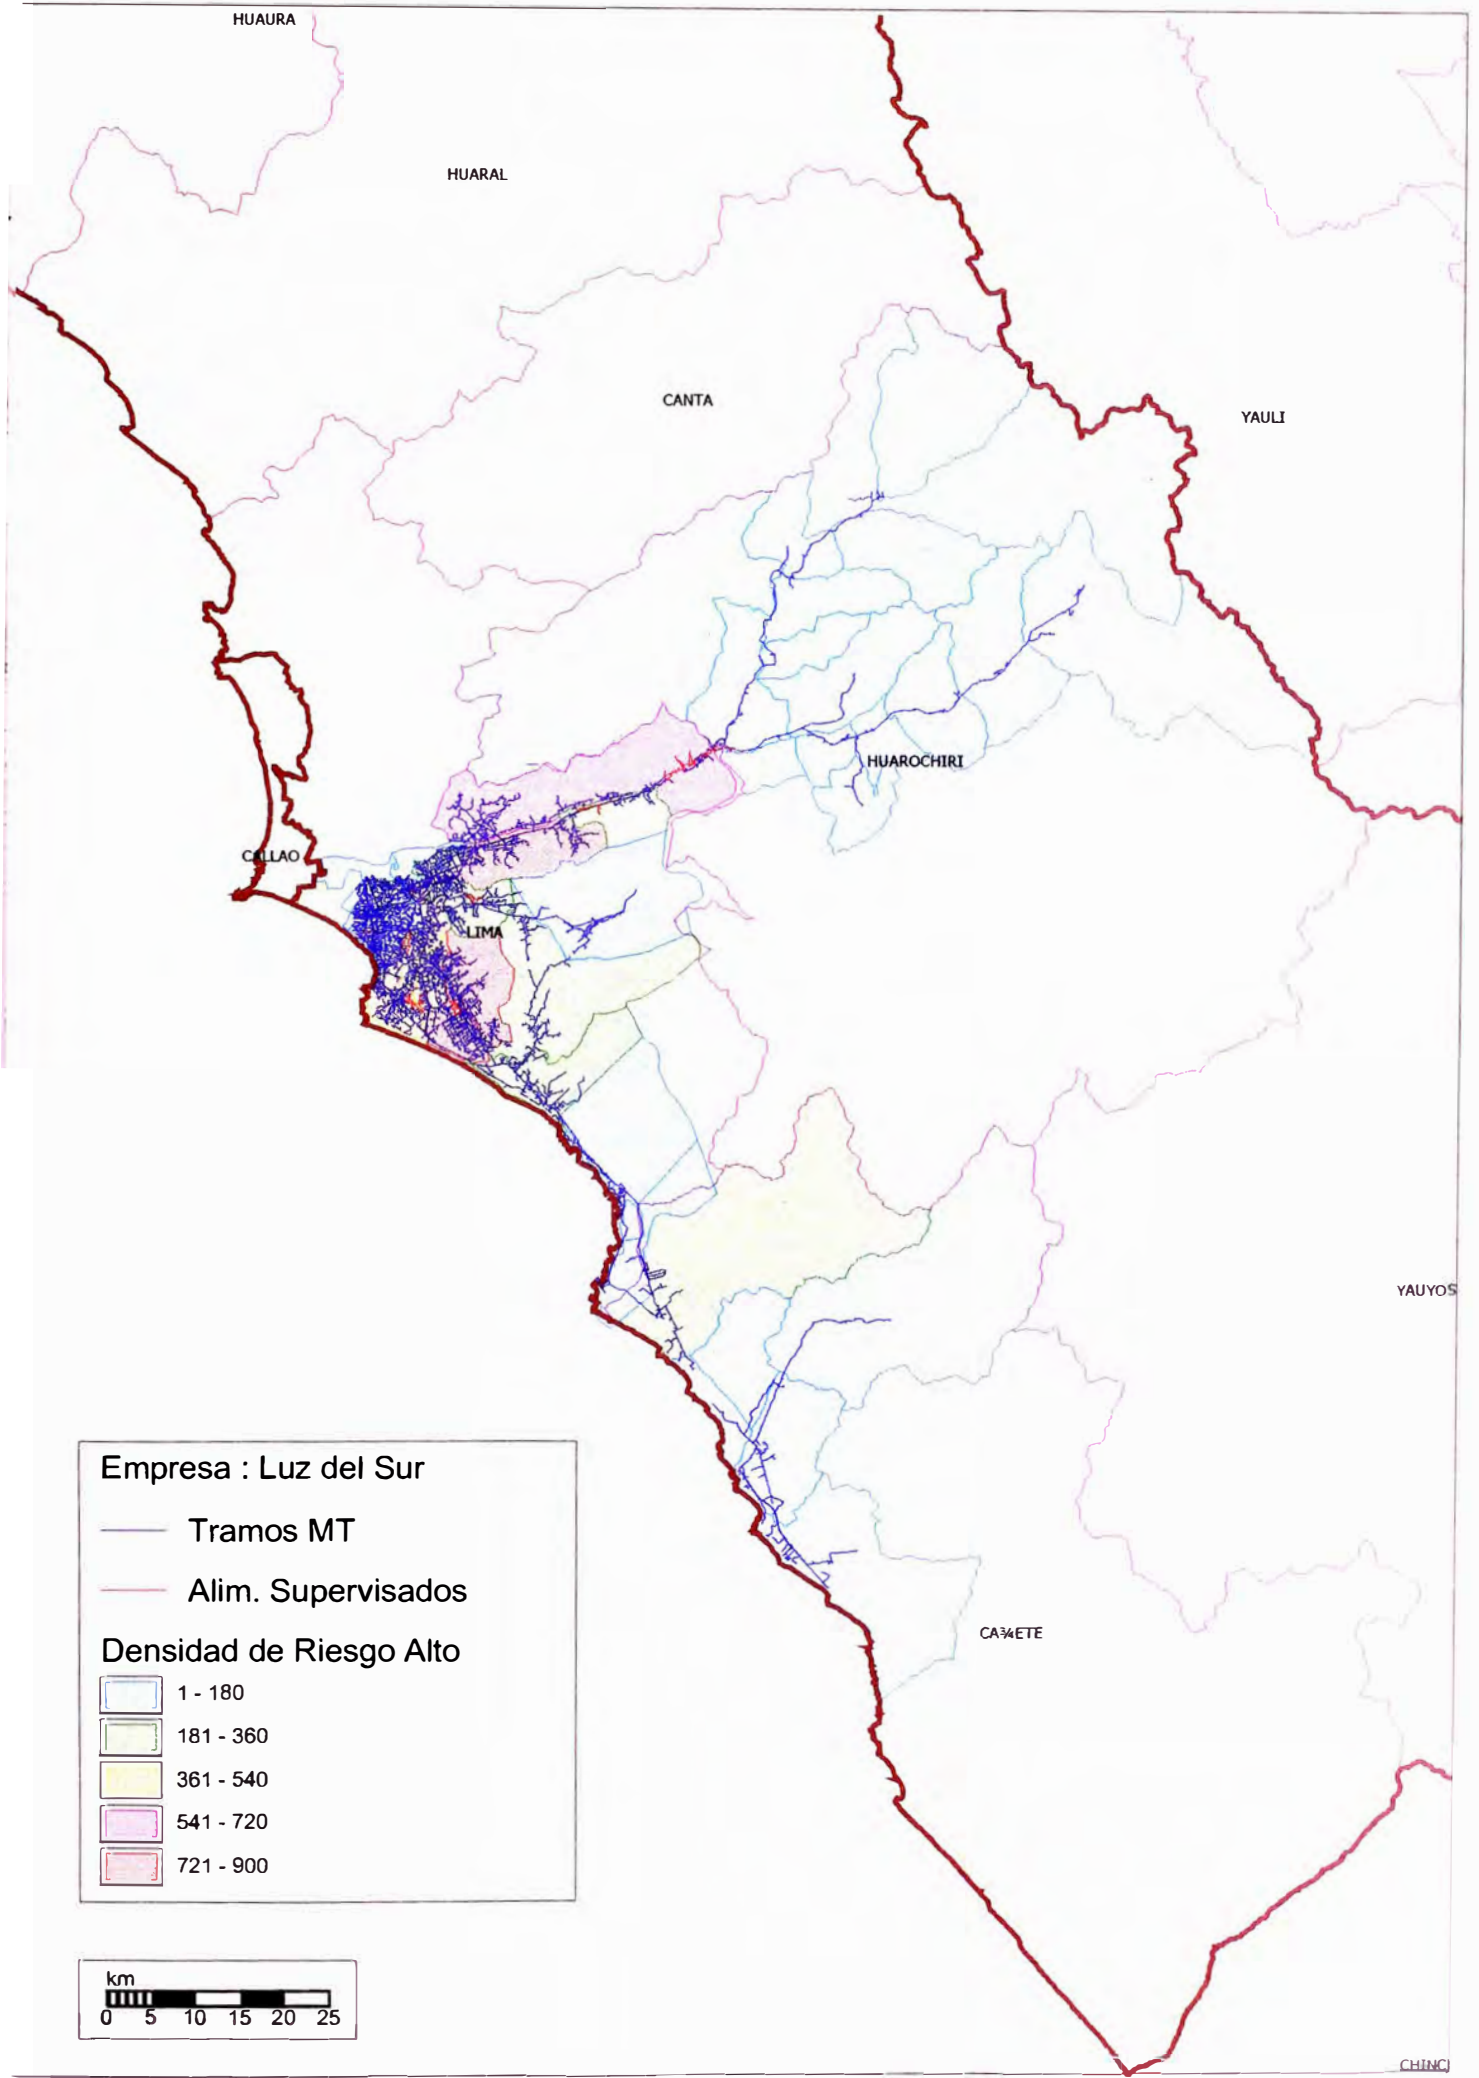 HUAURA
HUARAL
CANTA
YAULI
HUAROCHIRI
CALLAO
LIMA
YAUYOS
CA¾ETE
Empresa : Luz del Sur
Tramos MT
Alim. Supervisados
Densidad de Riesgo Alto
1 - 180
181 - 360
361 - 540
541 - 720
721 - 900
km
0 5 10 15 20 25
CHINC